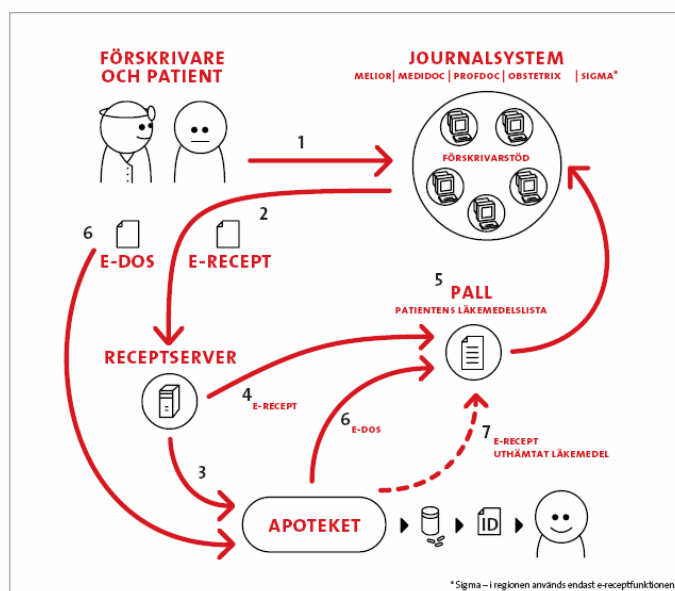 FÖRSKRIVARE
OCH PATIENT
JOURNALSYSTEM
MELIOR| MEDIDOC | PROFDOC | OBSTETRIX | SIGMA*
FÖRSKRIVARSTÖD
1
2
6
E-DOS
E-RECEPT
5
PALL
PATIENTENS LÄKEMEDELSLISTA
RECEPTSERVER
4 E-RECEPT
6 E-DOS
7 E-RECEPT
UTHÄMTAT LÄKEMEDEL
3
APOTEKET
ID
* Sigma – i regionen används endast e-receptfunktionen.